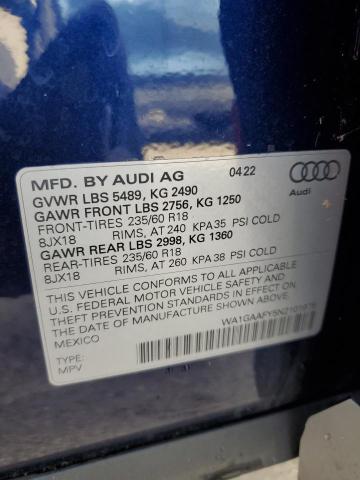 MFD. BY AUDI AG 04.22
Audi
GVWR LBS 5489, KG 2490
GAWR FRONT LBS 2756, KG 1250
FRONT-TIRES 235/60 R18
8JX18 RIMS, AT 240 KPA35 PSI COLD
GAWR REAR LBS 2998, KG 1360
REAR-TIRES 235/60 R18
8JX18 RIMS, AT 260 KPA38 PSI COLD
THIS VEHICLE CONFORMS TO ALL APPLICABLE
U.S. FEDERAL MOTOR VEHICLE SAFETY AND
THEFT PREVENTION STANDARDS IN EFFECT ON
THE DATE OF MANUFACTURE SHOWN ABOVE.
MEXICO
TYPE:
MPV